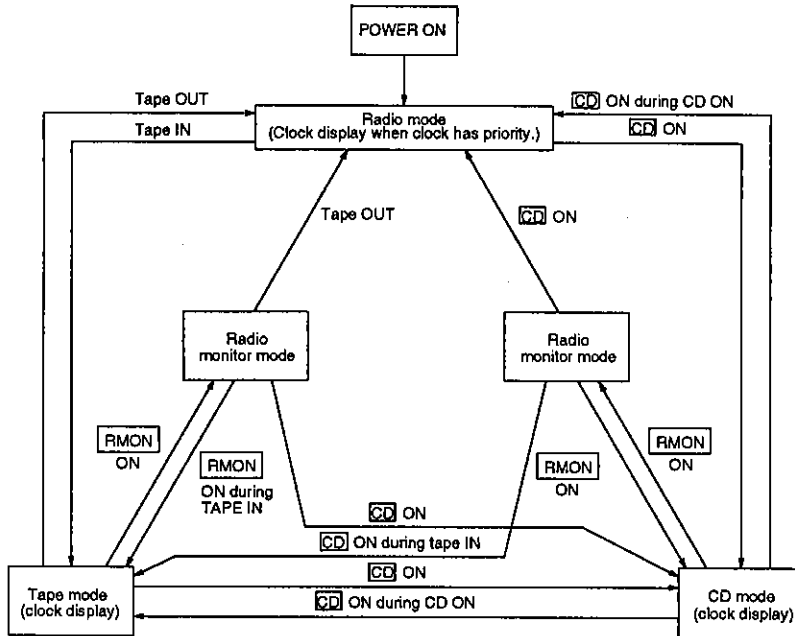 POWER ON
Tape OUT
CD ON during CD ON
Tape IN
CD ON
Radio mode
(Clock display when clock has priority.)
Tape OUT
CD ON
Radio
monitor mode
Radio
monitor mode
RMON
ON
RMON
ON during
TAPE IN
RMON
ON
RMON
ON
CD ON
CD ON during tape IN
Tape mode
(clock display)
CD ON
CD ON during CD ON
CD mode
(clock display)